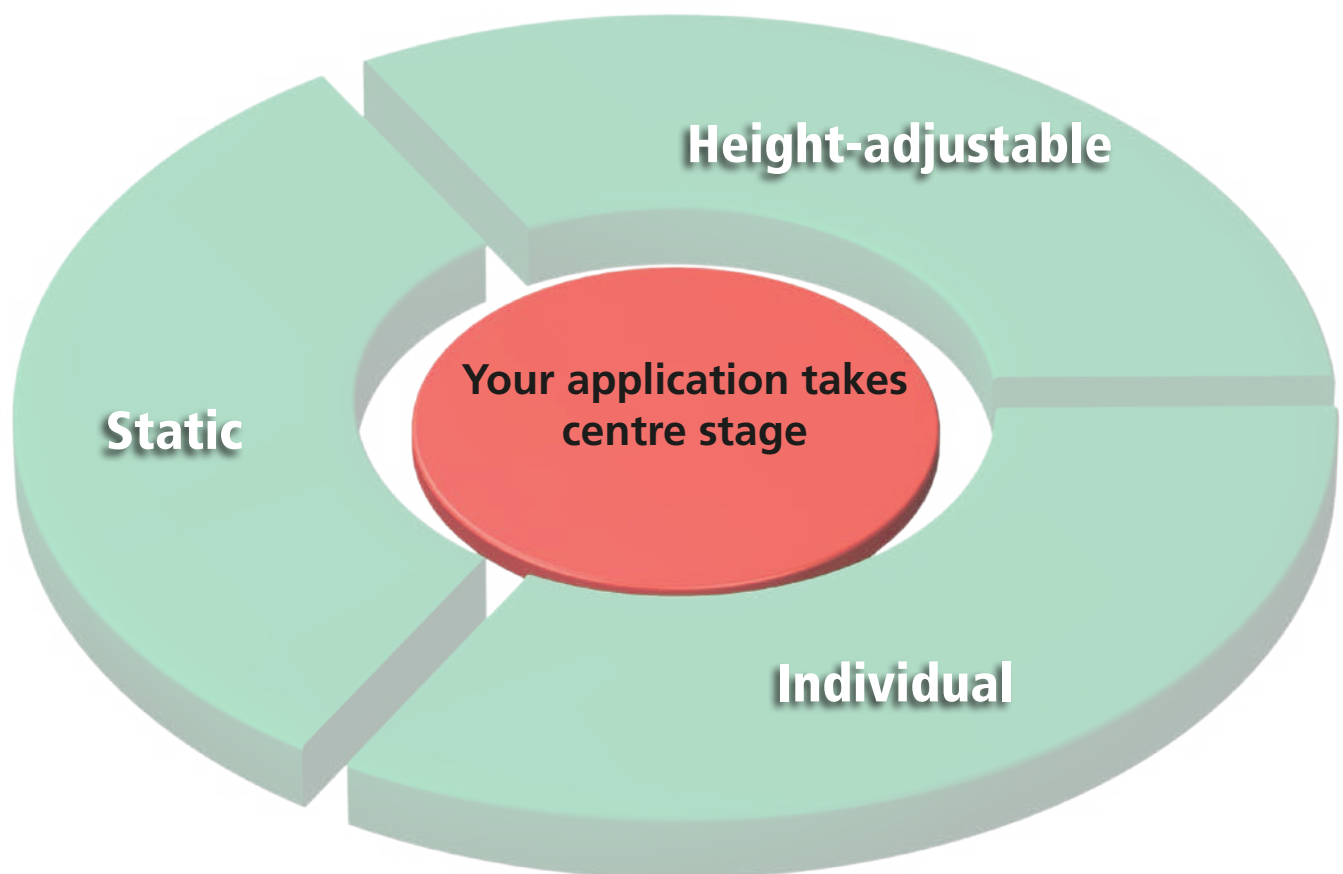 Height-adjustable
Your application takes
centre stage
Static
Individual